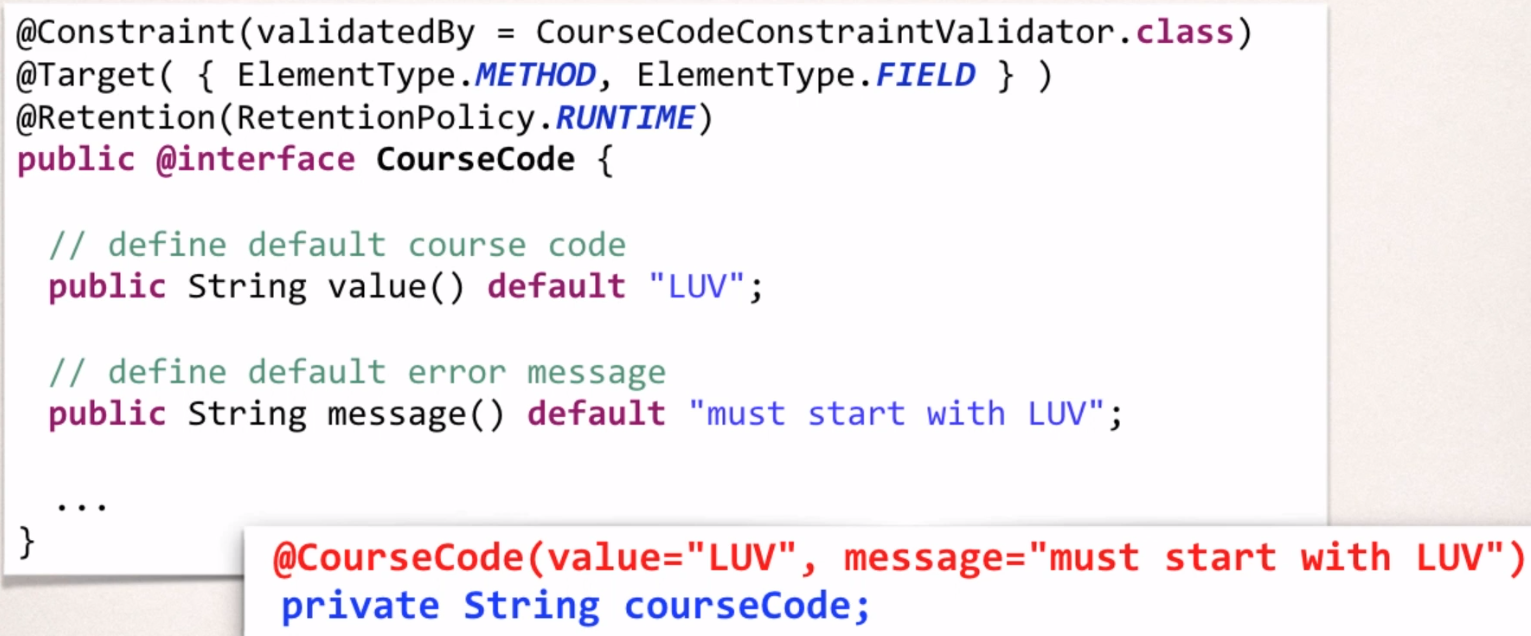 @Constraint(validatedBy = CourseCodeConstraintValidator.class)
@Target( { ElementType.METHOD, ElementType.FIELD } )
@Retention(RetentionPolicy.RUNTIME)
public @interface CourseCode {
// define default course code
public String value() default "LUV";
// define default error message
public String message() default "must start with LUV";
...
}
@CourseCode(value="LUV", message="must start with LUV")
private String courseCode;